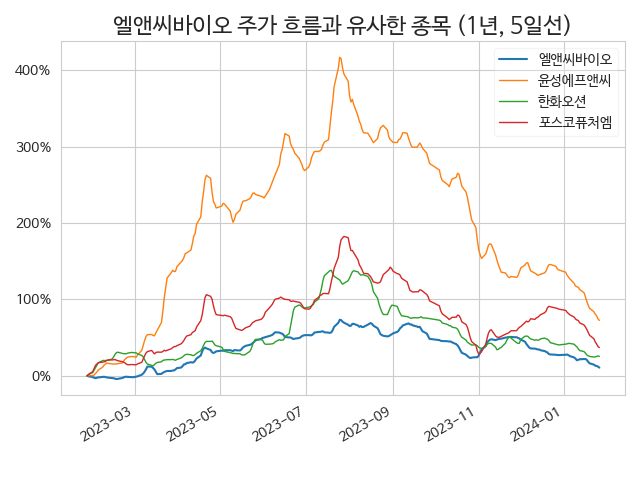 엘앤씨바이오 주가 흐름과 유사한 종목 (1년, 5일선)
엘앤씨바이오
윤성에프앤씨
한화오션
포스코퓨처엠
400%
300%
200%
100%
0%
2023-03
2023-05
2023-07
2023-09
2023-11
2024-01